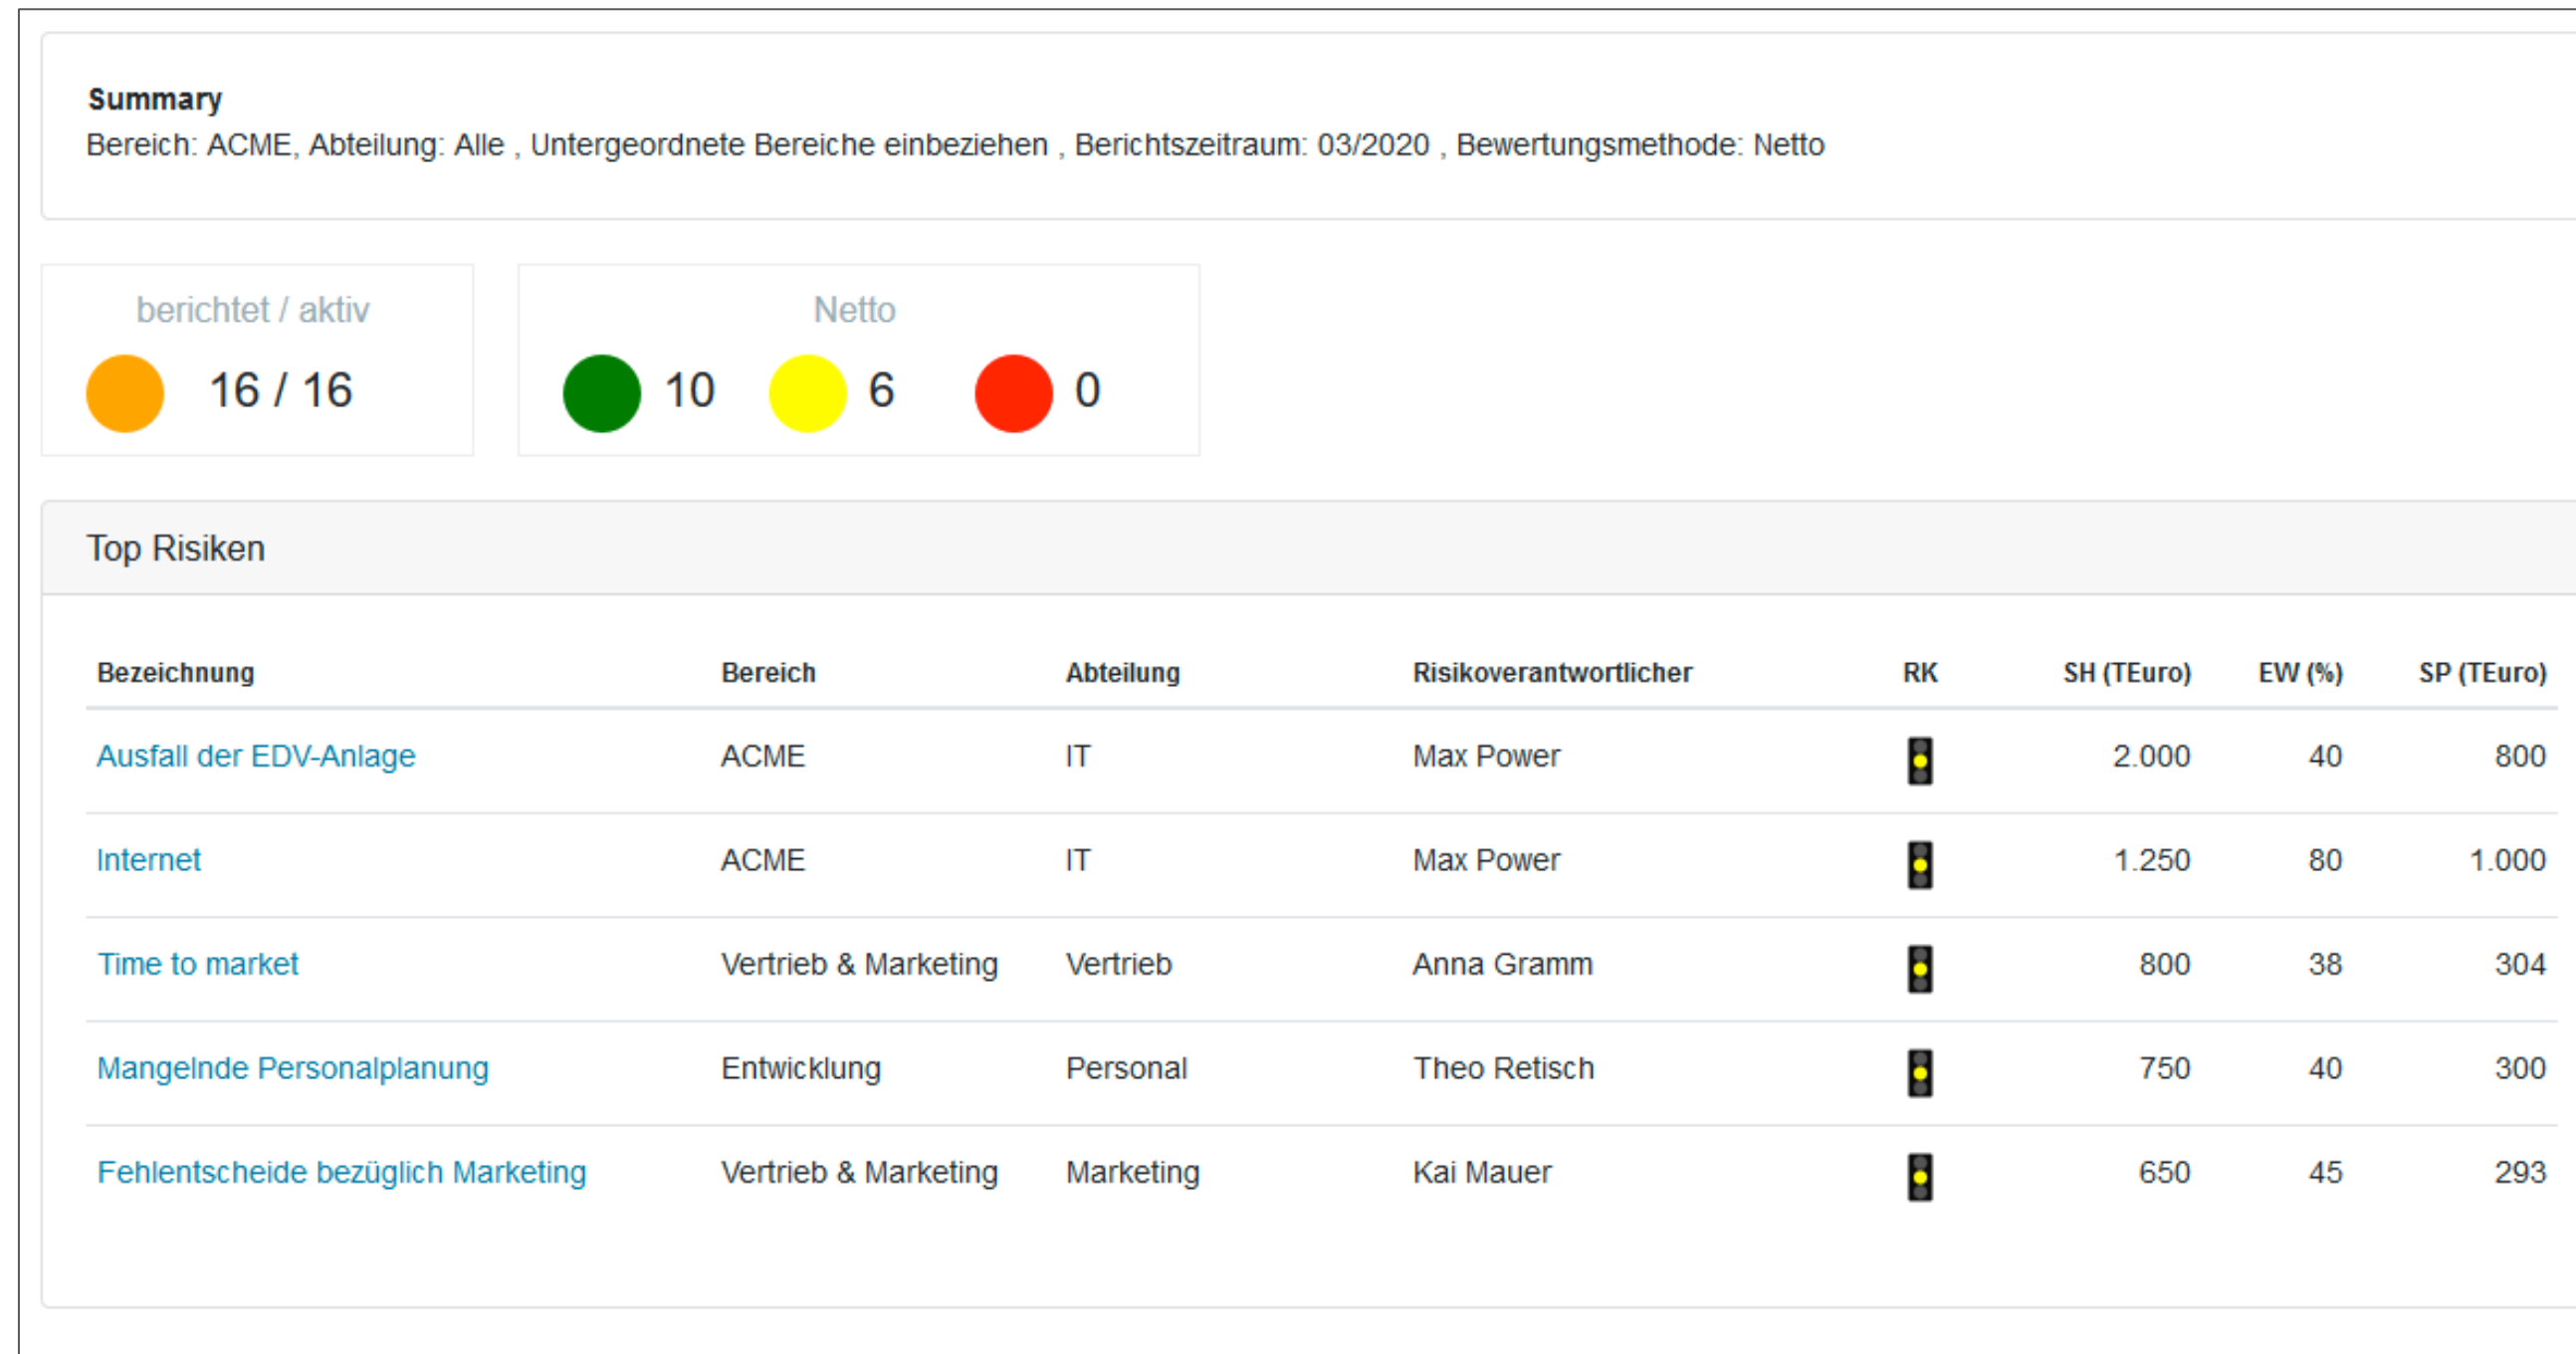 Summary
Bereich: ACME, Abteilung: Alle , Untergeordnete Bereiche einbeziehen , Berichtszeitraum: 03/2020 , Bewertungsmethode: Netto
berichtet / aktiv
16 / 16
Netto
10 6 0
Top Risiken
Bezeichnung Bereich Abteilung Risikoverantwortlicher RK SH (TEuro) EW (%) SP (TEuro)
Ausfall der EDV-Anlage ACME IT Max Power 2.000 40 800
Internet ACME IT Max Power 1.250 80 1.000
Time to market Vertrieb & Marketing Vertrieb Anna Gramm 800 38 304
Mangelnde Personalplanung Entwicklung Personal Theo Retisch 750 40 300
Fehlentscheide bezüglich Marketing Vertrieb & Marketing Marketing Kai Mauer 650 45 293